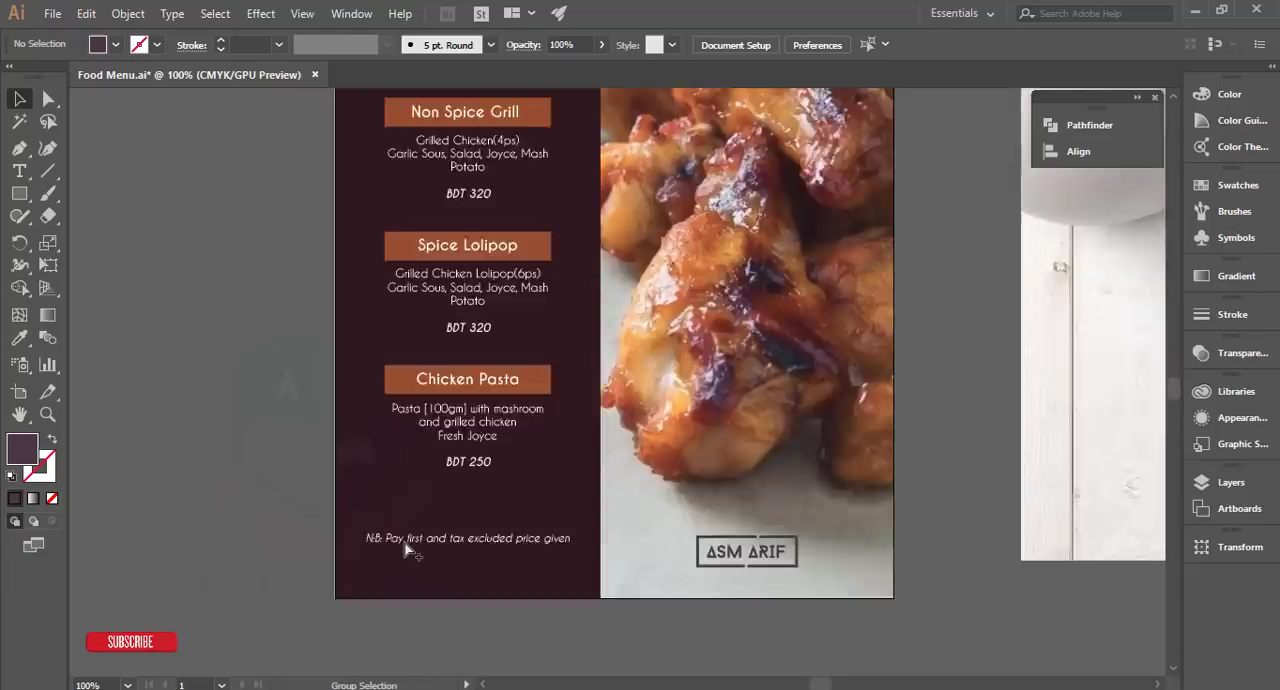 Ai File Edit Object Type Select Effect View Window Help Br St Essentials Search Adobe Help
No Selection Stroke: 5 pt. Round Opacity: 100% Style: Document Setup Preferences
Food Menu.ai* @ 100% (CMYK/GPU Preview)
Non Spice Grill
Grilled Chicken(4ps)
Garlic Sous, Salad, Joyce, Mash
Potato
BDT 320
Spice Lolipop
Grilled Chicken Lolipop(6ps)
Garlic Sous, Salad, Joyce, Mash
Potato
BDT 320
Chicken Pasta
Pasta [100gm] with mashroom
and grilled chicken
Fresh Joyce
BDT 250
N:B: Pay first and tax excluded price given
ASM ARIF
Pathfinder
Align
Color
Color Gui...
Color The...
Swatches
Brushes
Symbols
Gradient
Stroke
Transpare...
Libraries
Appearan...
Graphic S...
Layers
Artboards
Transform
SUBSCRIBE
100% 1 Group Selection